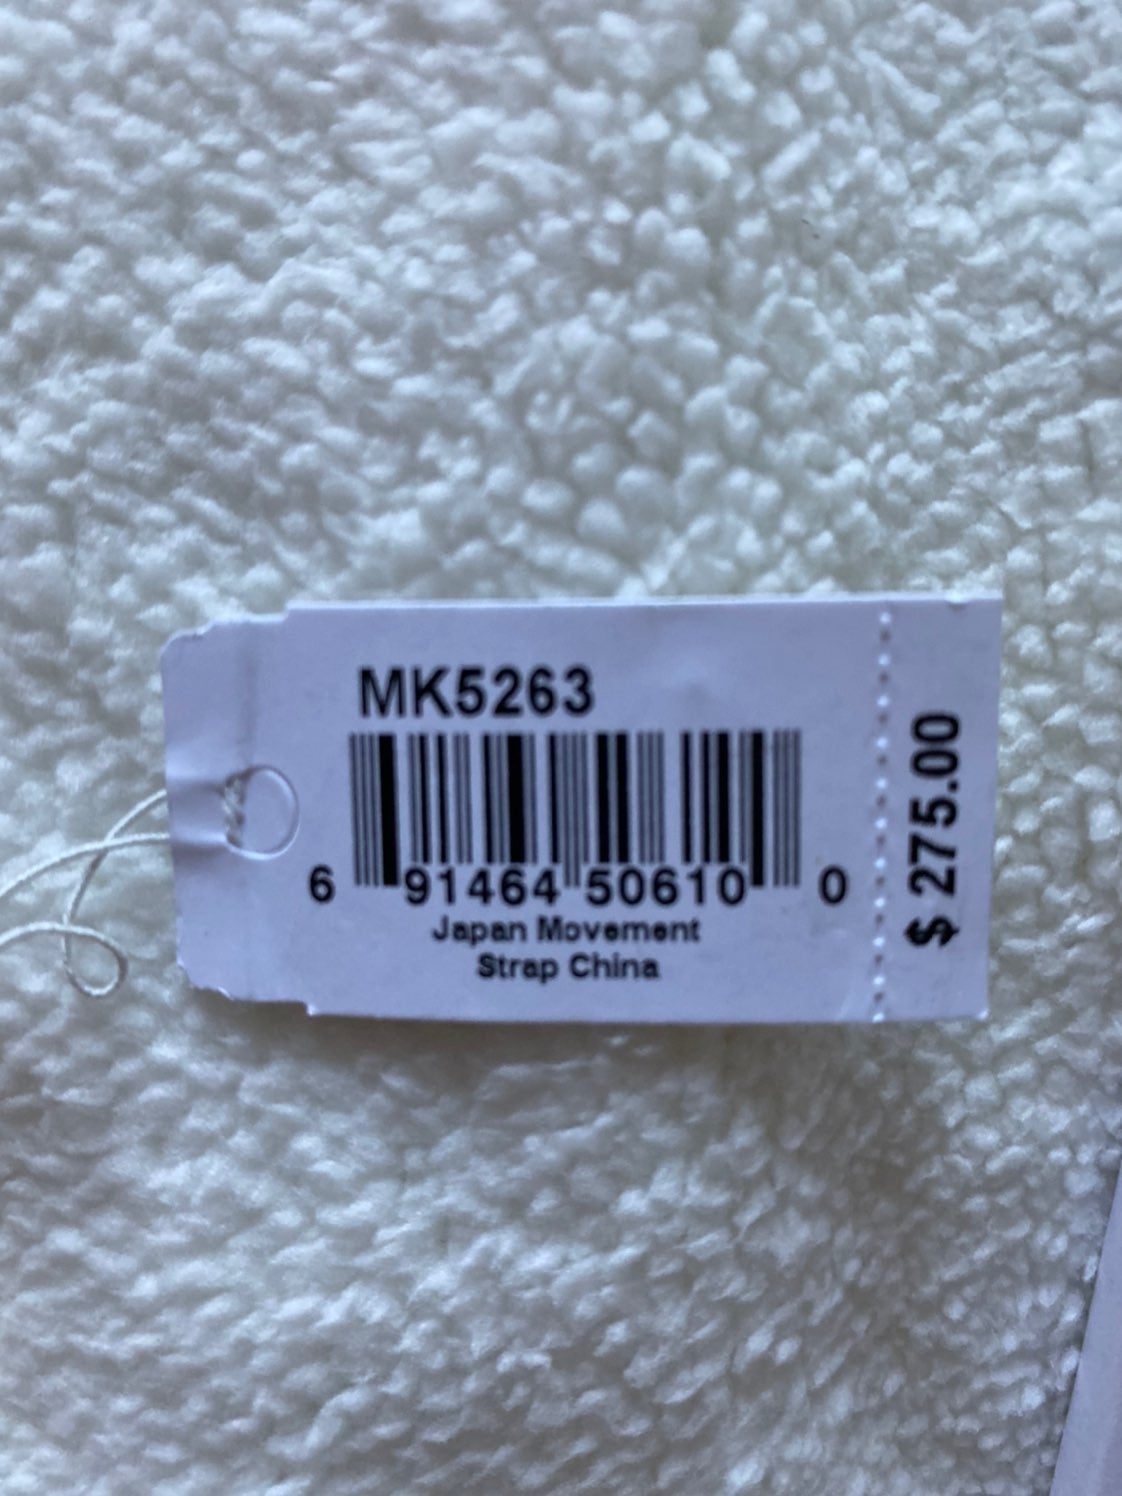 MK5263
6 91464 50610 0
Japan Movement
Strap China
$ 275.00